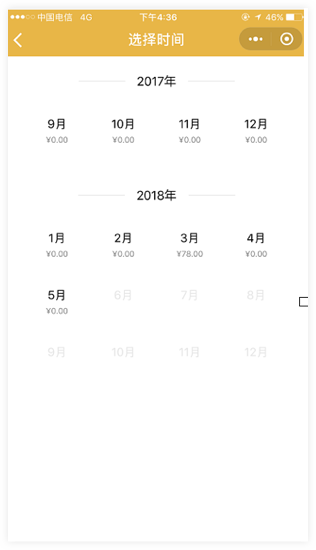 中国电信 4G 下午4:36 46%
选择时间
2017年
9月 10月 11月 12月
¥0.00 ¥0.00 ¥0.00 ¥0.00
2018年
1月 2月 3月 4月
¥0.00 ¥0.00 ¥78.00 ¥0.00
5月 6月 7月 8月
¥0.00
9月 10月 11月 12月